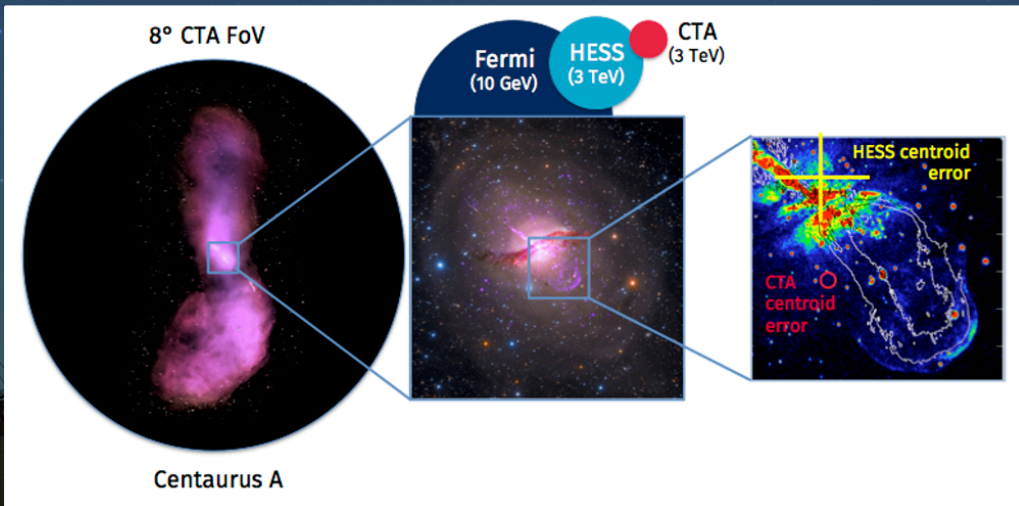 8° CTA FoV
Fermi
(10 GeV)
HESS
(3 TeV)
CTA
(3 TeV)
HESS centroid
error
CTA
centroid
error
Centaurus A